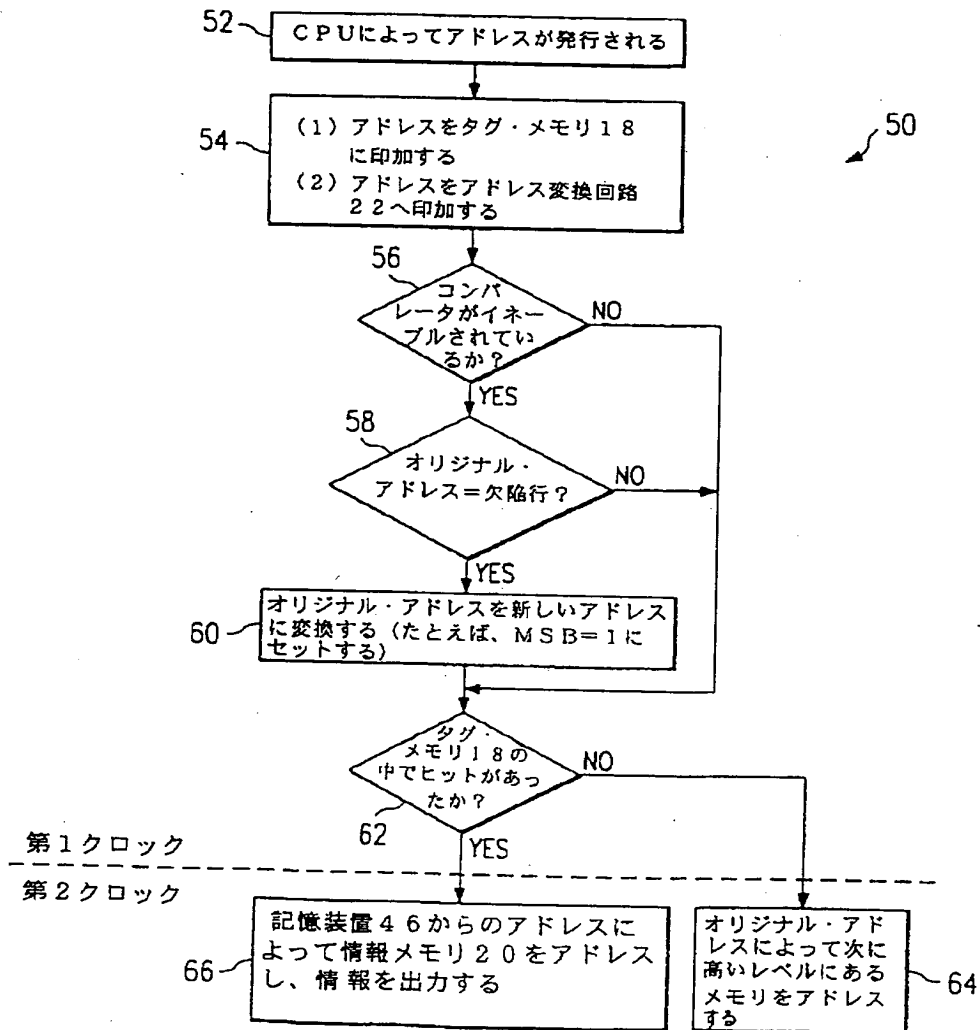 52
CPUによってアドレスが発行される
50
54
(1) アドレスをタグ・メモリ18
に印加する
(2) アドレスをアドレス変換回路
22へ印加する
56
コンパ
レータがイネー
ブルされてい
るか?
NO
YES
58
オリジナル・
アドレス=欠陥行?
NO
YES
60
オリジナル・アドレスを新しいアドレス
に変換する(たとえば、MSB=1に
セットする)
タグ・
メモリ18の
中でヒットがあっ
たか?
62
NO
YES
第1クロック
第2クロック
66
記憶装置46からのアドレスに
よって情報メモリ20をアドレス
し、情報を出力する
オリジナル・アド
レスによって次に
高いレベルにある
メモリをアドレス
する
64